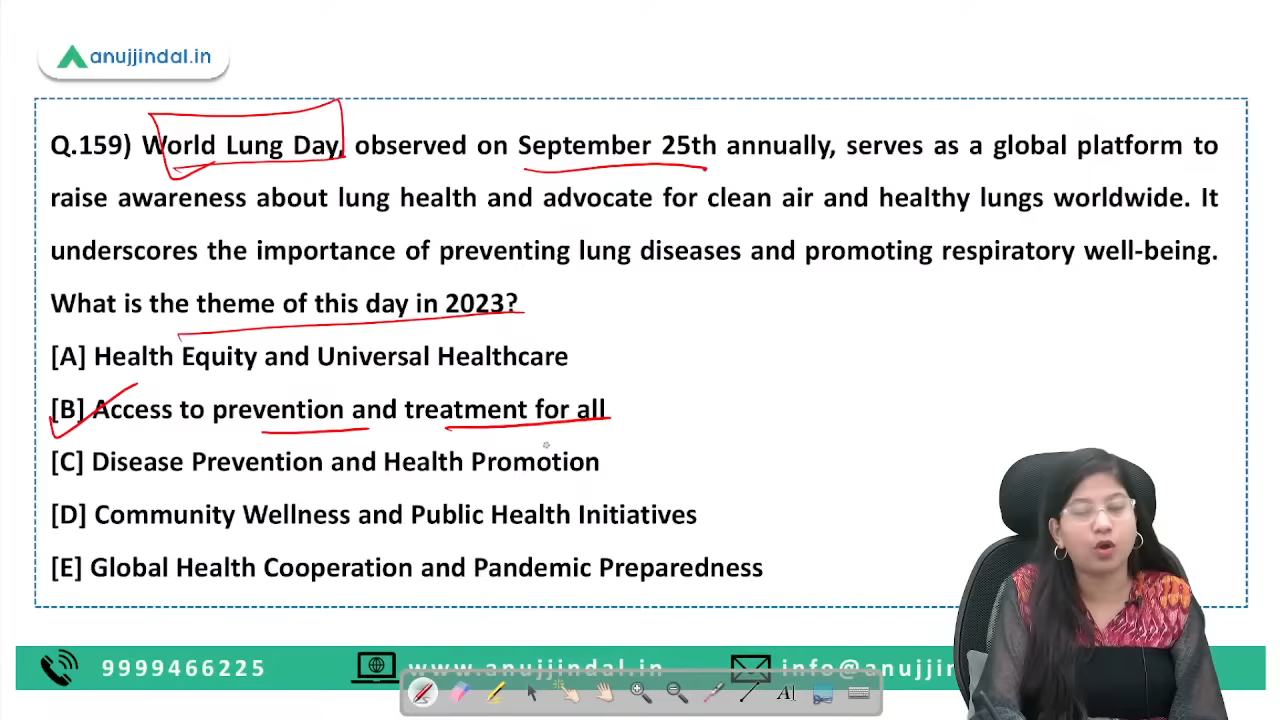 anujjindal.in
Q.159) World Lung Day, observed on September 25th annually, serves as a global platform to
raise awareness about lung health and advocate for clean air and healthy lungs worldwide. It
underscores the importance of preventing lung diseases and promoting respiratory well-being.
What is the theme of this day in 2023?
[A] Health Equity and Universal Healthcare
[B] Access to prevention and treatment for all
[C] Disease Prevention and Health Promotion
[D] Community Wellness and Public Health Initiatives
[E] Global Health Cooperation and Pandemic Preparedness
9999466225 www.anujjindal.in info@anujjin
A